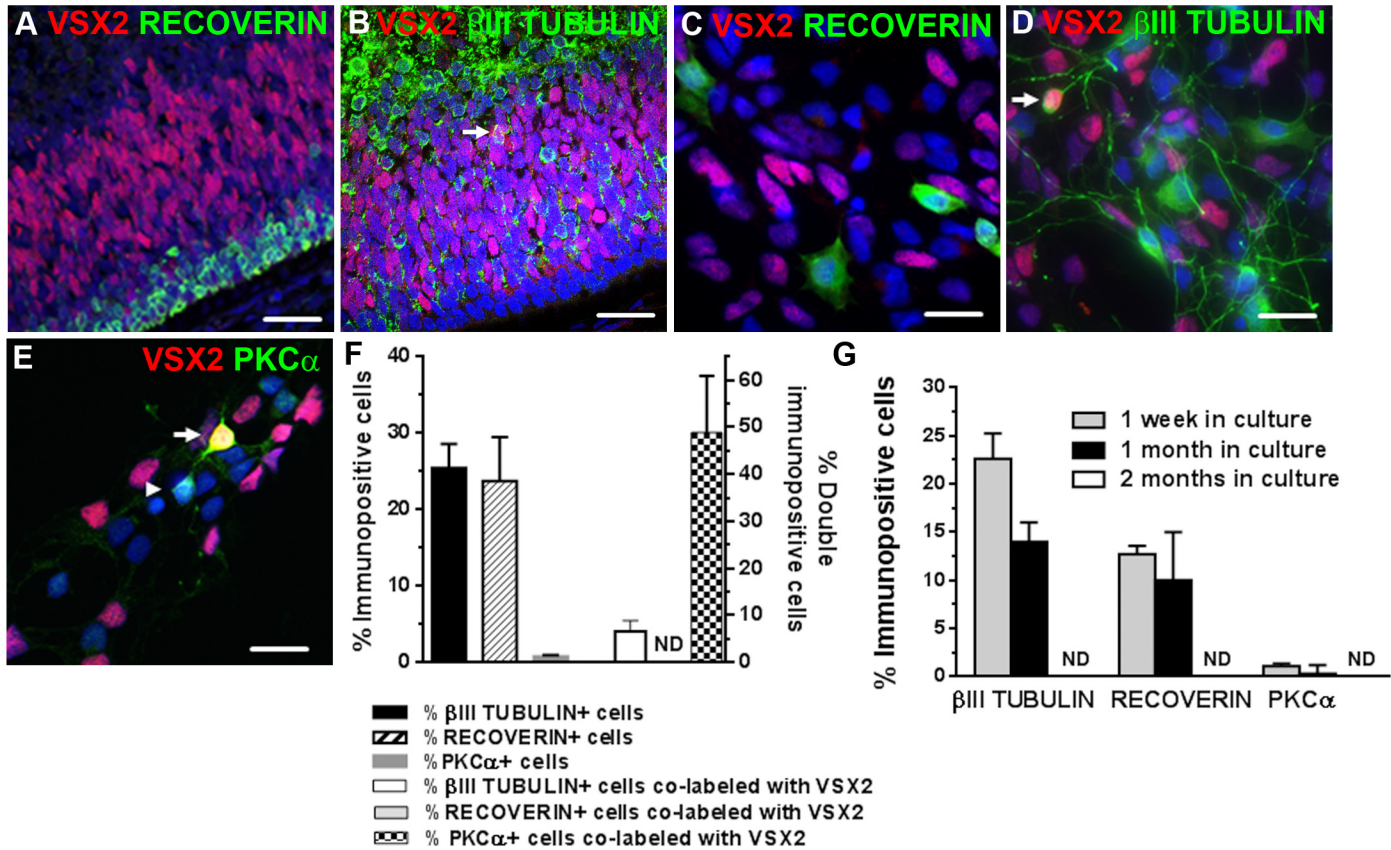 A VSX2 RECOVERIN
B VSX2 βIII TUBULIN
C VSX2 RECOVERIN
D VSX2 βIII TUBULIN
E VSX2 PKCα
F
% Immunopositive cells
40
30
20
10
0
ND
60
50
40
30
20
10
0
% Double
immunopositive cells
% βIII TUBULIN+ cells
% RECOVERIN+ cells
% PKCα+ cells
% βIII TUBULIN+ cells co-labeled with VSX2
% RECOVERIN+ cells co-labeled with VSX2
% PKCα+ cells co-labeled with VSX2
G
% Immunopositive cells
30
25
20
15
10
5
0
1 week in culture
1 month in culture
2 months in culture
ND
ND
ND
βIII TUBULIN RECOVERIN PKCα